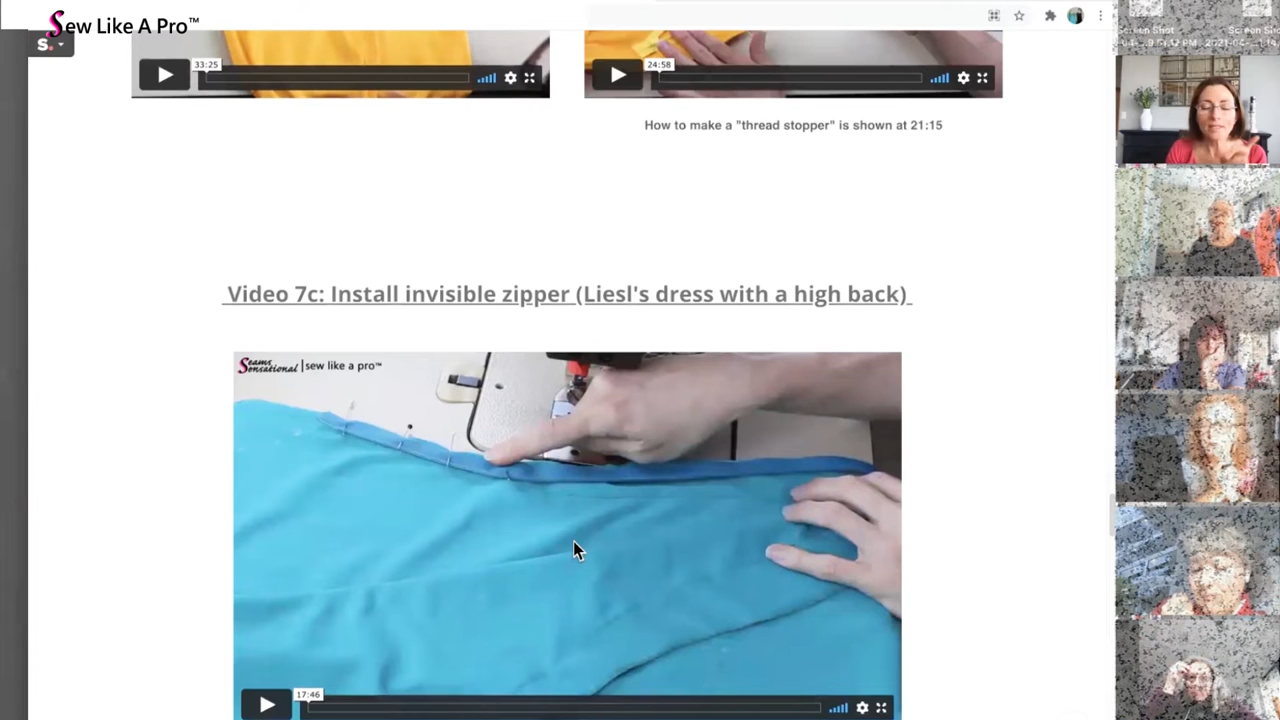 Sew Like A Pro™
S.
33:25
24:58
How to make a "thread stopper" is shown at 21:15
Video 7c: Install invisible zipper (Liesl's dress with a high back)
Seams Sensational | sew like a pro™
17:46